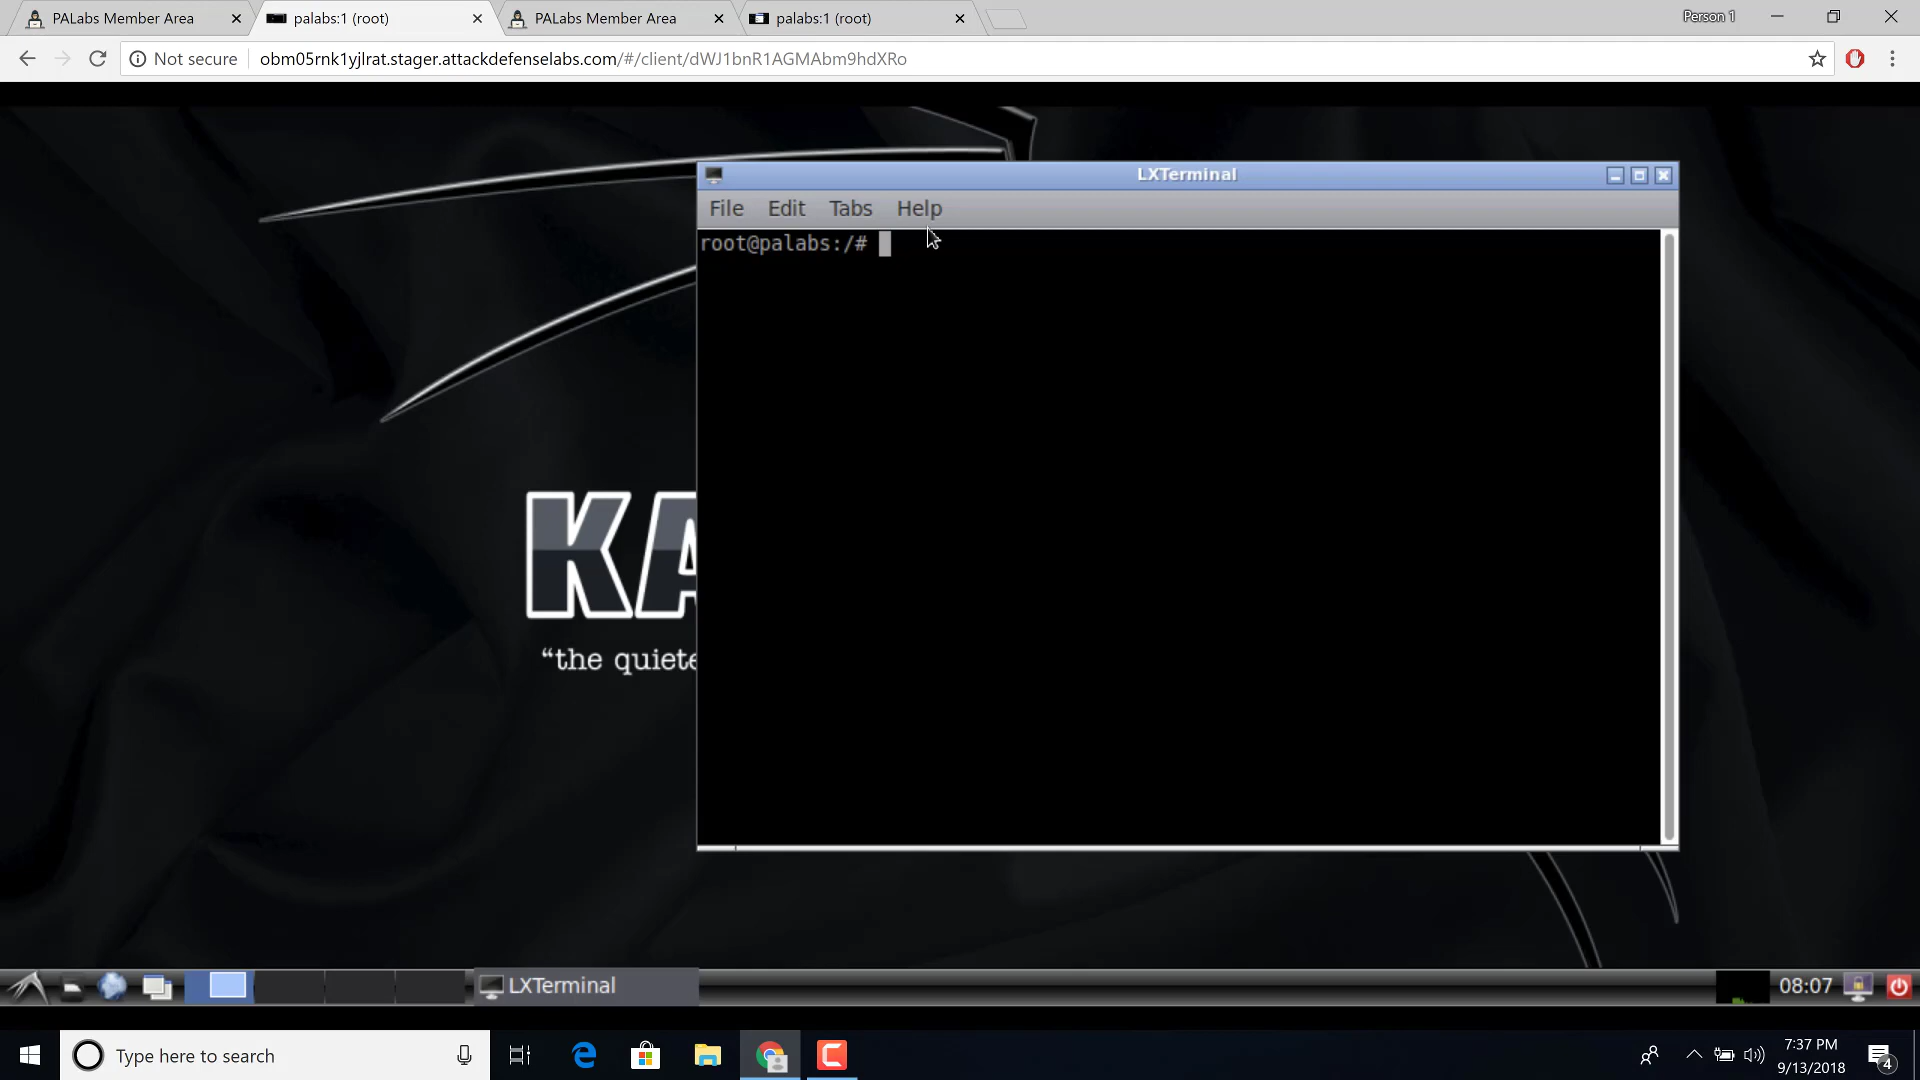 PALabs Member Area
palabs:1 (root)
PALabs Member Area
palabs:1 (root)
Person 1
Not secure
obm05rnk1yjlrat.stager.attackdefenselabs.com/#/client/dWJ1bnR1AGMAbm9hdXRo
LXTerminal
File Edit Tabs Help
root@palabs:/#
KA
“the quiete
LXTerminal
08:07
Type here to search
7:37 PM
9/13/2018
4